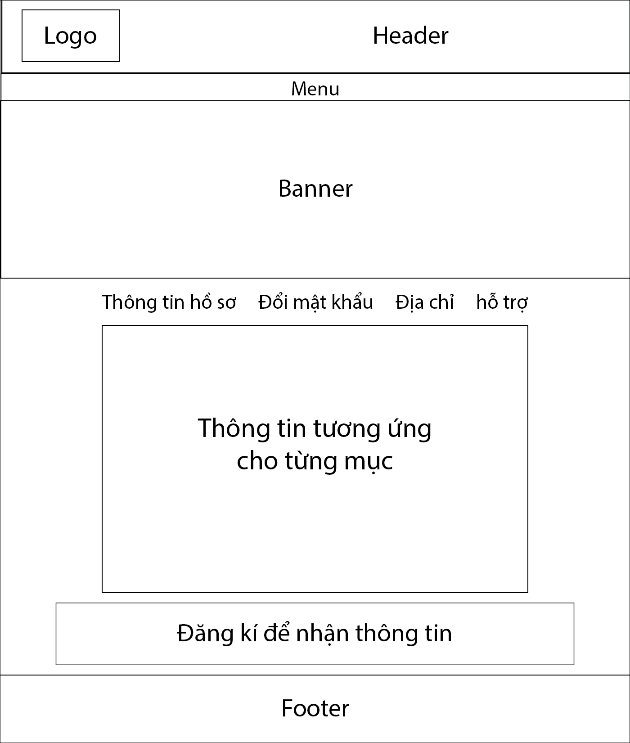 Logo
Header
Menu
Banner
Thông tin hồ sơ Đổi mật khẩu Địa chỉ hỗ trợ
Thông tin tương ứng
cho từng mục
Đăng kí để nhận thông tin
Footer